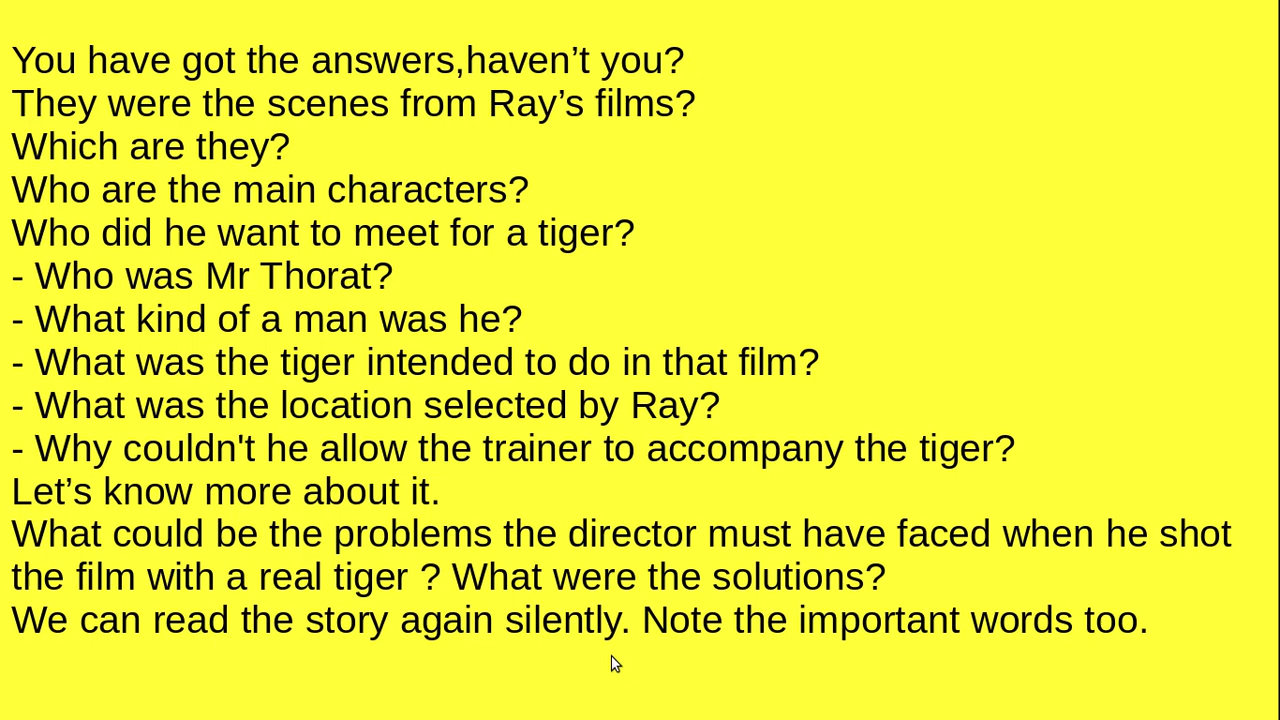 You have got the answers,haven’t you?
They were the scenes from Ray’s films?
Which are they?
Who are the main characters?
Who did he want to meet for a tiger?
- Who was Mr Thorat?
- What kind of a man was he?
- What was the tiger intended to do in that film?
- What was the location selected by Ray?
- Why couldn't he allow the trainer to accompany the tiger?
Let’s know more about it.
What could be the problems the director must have faced when he shot
the film with a real tiger ? What were the solutions?
We can read the story again silently. Note the important words too.